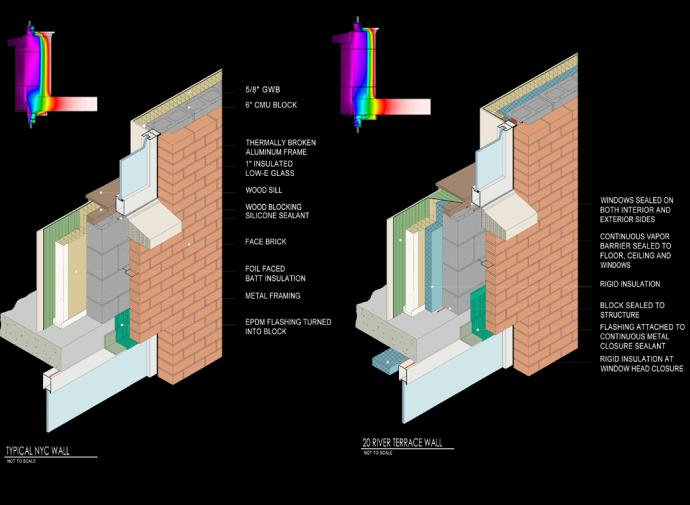 5/8" GWB
6" CMU BLOCK
THERMALLY BROKEN
ALUMINUM FRAME
1" INSULATED
LOW-E GLASS
WOOD SILL
WOOD BLOCKING
SILICONE SEALANT
FACE BRICK
FOIL FACED
BATT INSULATION
METAL FRAMING
EPDM FLASHING TURNED
INTO BLOCK
TYPICAL NYC WALL
NOT TO SCALE
WINDOWS SEALED ON
BOTH INTERIOR AND
EXTERIOR SIDES
CONTINUOUS VAPOR
BARRIER SEALED TO
FLOOR, CEILING AND
WINDOWS
RIGID INSULATION
BLOCK SEALED TO
STRUCTURE
FLASHING ATTACHED TO
CONTINUOUS METAL
CLOSURE SEALANT
RIGID INSULATION AT
WINDOW HEAD CLOSURE
20 RIVER TERRACE WALL
NOT TO SCALE